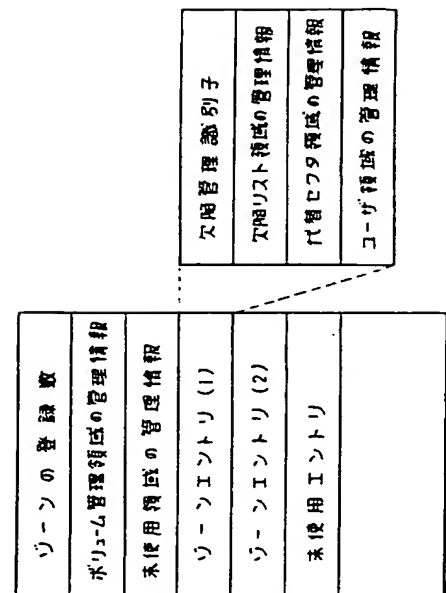 ゾーンの登録数
ボリューム管理領域の管理情報
未使用領域の管理情報
ゾーンエントリ(1)
ゾーンエントリ(2)
未使用エントリ
欠陥管理識別子
欠陥リスト領域の管理情報
代替セクタ領域の管理情報
ユーザ領域の管理情報